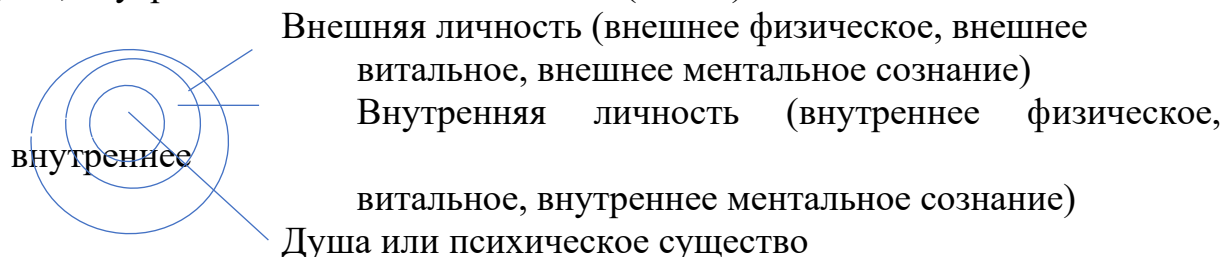 Внешняя личность (внешнее физическое, внешнее
витальное, внешнее ментальное сознание)
Внутренняя личность (внутреннее физическое,
внутреннее
витальное, внутреннее ментальное сознание)
Душа или психическое существо